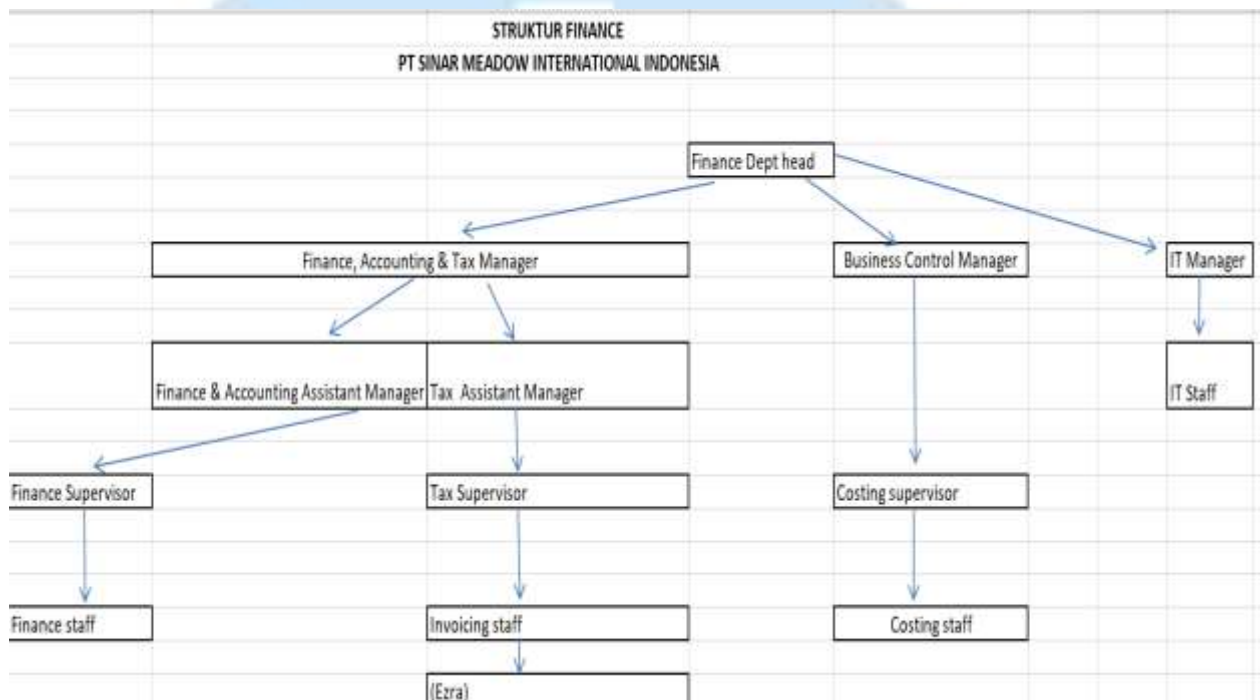 STRUKTUR FINANCE
PT SINAR MEADOW INTERNATIONAL INDONESIA
Finance Dept head
Finance, Accounting & Tax Manager
Business Control Manager
IT Manager
Finance & Accounting Assistant Manager
Tax Assistant Manager
IT Staff
Finance Supervisor
Tax Supervisor
Costing supervisor
Finance staff
Invoicing staff
Costing staff
(Ezra)